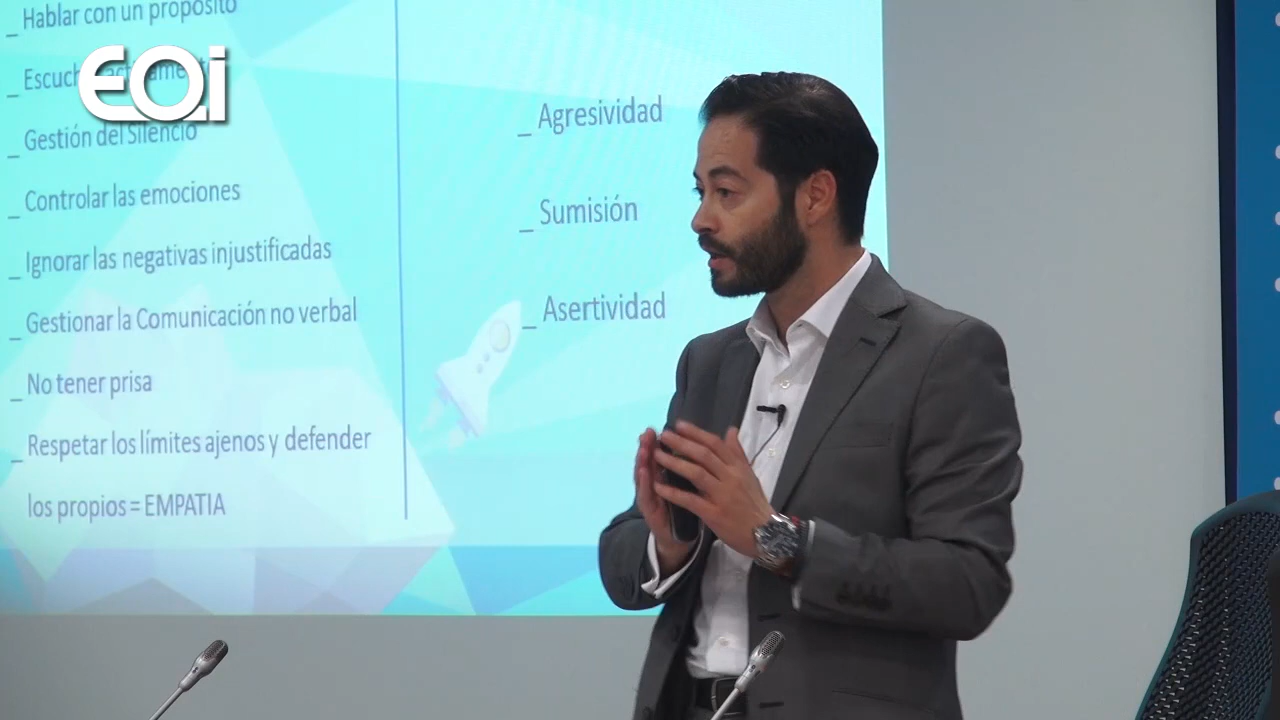 _ Hablar con un propósito
EOi
_ Escuch
_ Gestión del Silencio
_ Controlar las emociones
_ Ignorar las negativas injustificadas
_ Gestionar la Comunicación no verbal
_ No tener prisa
_ Respetar los límites ajenos y defender
los propios = EMPATIA
_ Agresividad
_ Sumisión
_ Asertividad